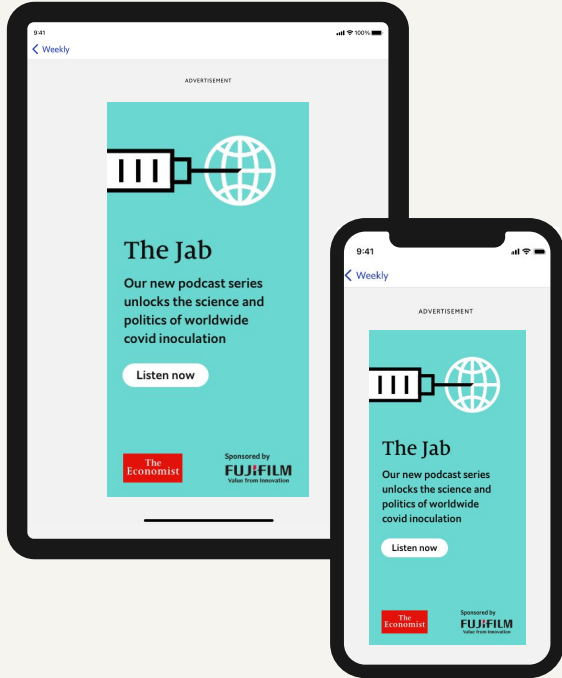 9:41
100%
Weekly
ADVERTISEMENT
The Jab
Our new podcast series
unlocks the science and
politics of worldwide
covid inoculation
Listen now
The
Economist
Sponsored by
FUJIFILM
Value from Innovation
9:41
Weekly
ADVERTISEMENT
The Jab
Our new podcast series
unlocks the science and
politics of worldwide
covid inoculation
Listen now
The
Economist
Sponsored by
FUJIFILM
Value from Innovation